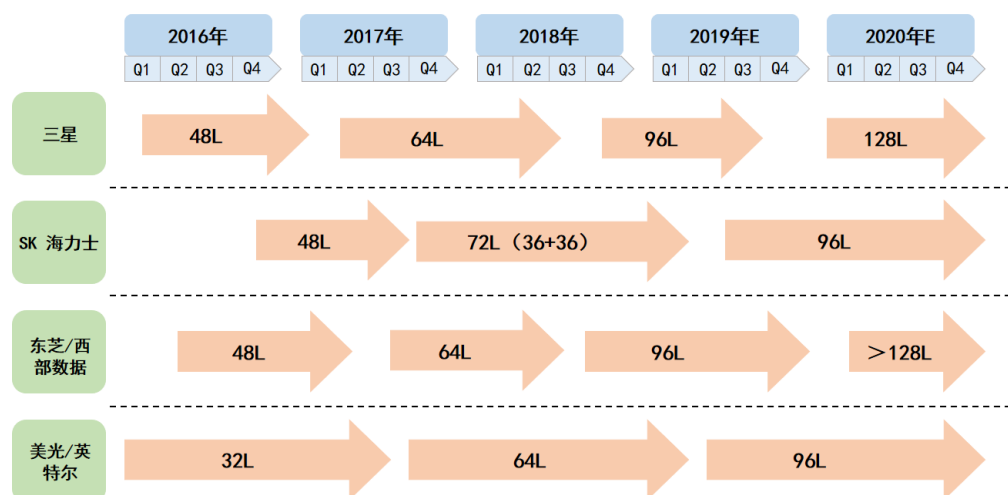 2016年 2017年 2018年 2019年E 2020年E
Q1 Q2 Q3 Q4 Q1 Q2 Q3 Q4 Q1 Q2 Q3 Q4 Q1 Q2 Q3 Q4 Q1 Q2 Q3 Q4
三星 48L 64L 96L 128L
SK 海力士 48L 72L（36+36） 96L
东芝/西
部数据
48L 64L 96L ＞128L
美光/英
特尔
32L 64L 96L